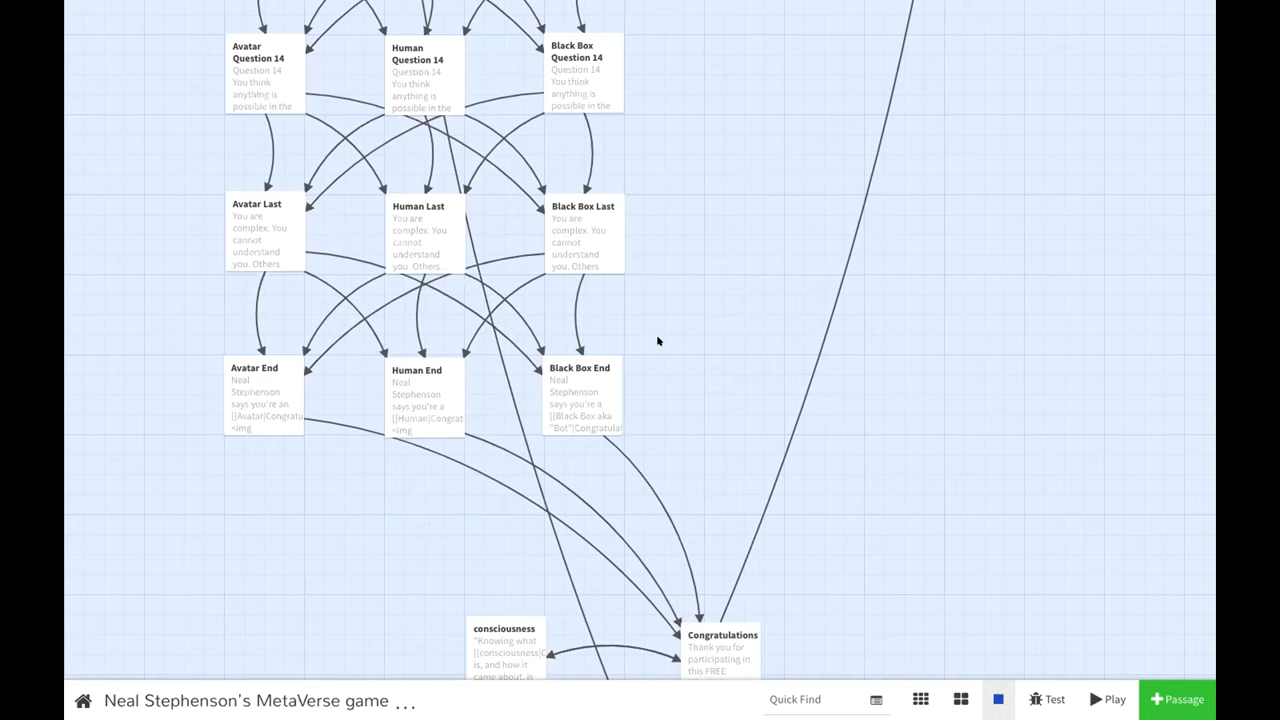 Avatar
Question 14
Question 14
You think
anything is
possible in the
Human
Question 14
Question 14
You think
anything is
possible in the
Black Box
Question 14
Question 14
You think
anything is
possible in the
Avatar Last
You are
complex. You
cannot
understand
you. Others
Human Last
You are
complex. You
cannot
understand
you. Others
Black Box Last
You are
complex. You
cannot
understand
you. Others
Avatar End
Neal
Stephenson
says you're an
[[Avatar|Congratu
<img
Human End
Neal
Stephenson
says you're a
[[Human|Congrat
<img
Black Box End
Neal
Stephenson
says you're a
[[Black Box aka
"Bot"|Congratulat
consciousness
"Knowing what
[[consciousness|C
is, and how it
came about, is
Congratulations
Thank you for
participating in
this FREE
Neal Stephenson's MetaVerse game ...
Quick Find
Test
Play
+Passage